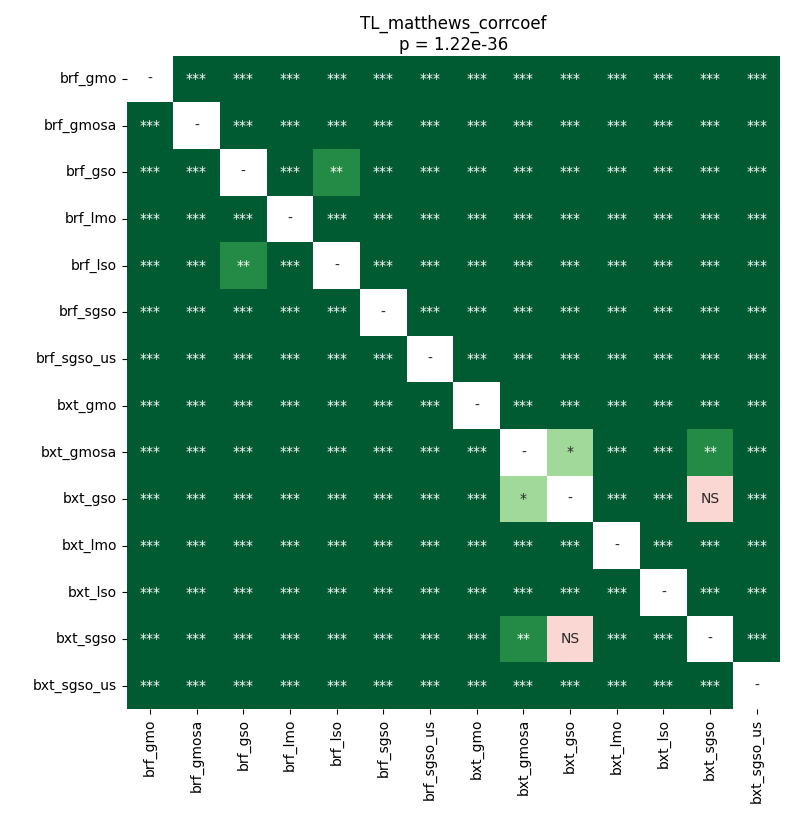 TL_matthews_corrcoef
p = 1.22e-36
brf_gmo - *** *** *** *** *** *** *** *** *** *** *** *** ***
brf_gmosa *** - *** *** *** *** *** *** *** *** *** *** *** ***
brf_gso *** *** - *** ** *** *** *** *** *** *** *** *** ***
brf_lmo *** *** *** - *** *** *** *** *** *** *** *** *** ***
brf_lso *** *** ** *** - *** *** *** *** *** *** *** *** ***
brf_sgso *** *** *** *** *** - *** *** *** *** *** *** *** ***
brf_sgso_us *** *** *** *** *** *** - *** *** *** *** *** *** ***
bxt_gmo *** *** *** *** *** *** *** - *** *** *** *** *** ***
bxt_gmosa *** *** *** *** *** *** *** *** - * *** *** ** ***
bxt_gso *** *** *** *** *** *** *** *** * - *** *** NS ***
bxt_lmo *** *** *** *** *** *** *** *** *** *** - *** *** ***
bxt_lso *** *** *** *** *** *** *** *** *** *** *** - *** ***
bxt_sgso *** *** *** *** *** *** *** *** ** NS *** *** - ***
bxt_sgso_us *** *** *** *** *** *** *** *** *** *** *** *** *** -
brf_gmo brf_gmosa brf_gso brf_lmo brf_lso brf_sgso brf_sgso_us bxt_gmo bxt_gmosa bxt_gso bxt_lmo bxt_lso bxt_sgso bxt_sgso_us